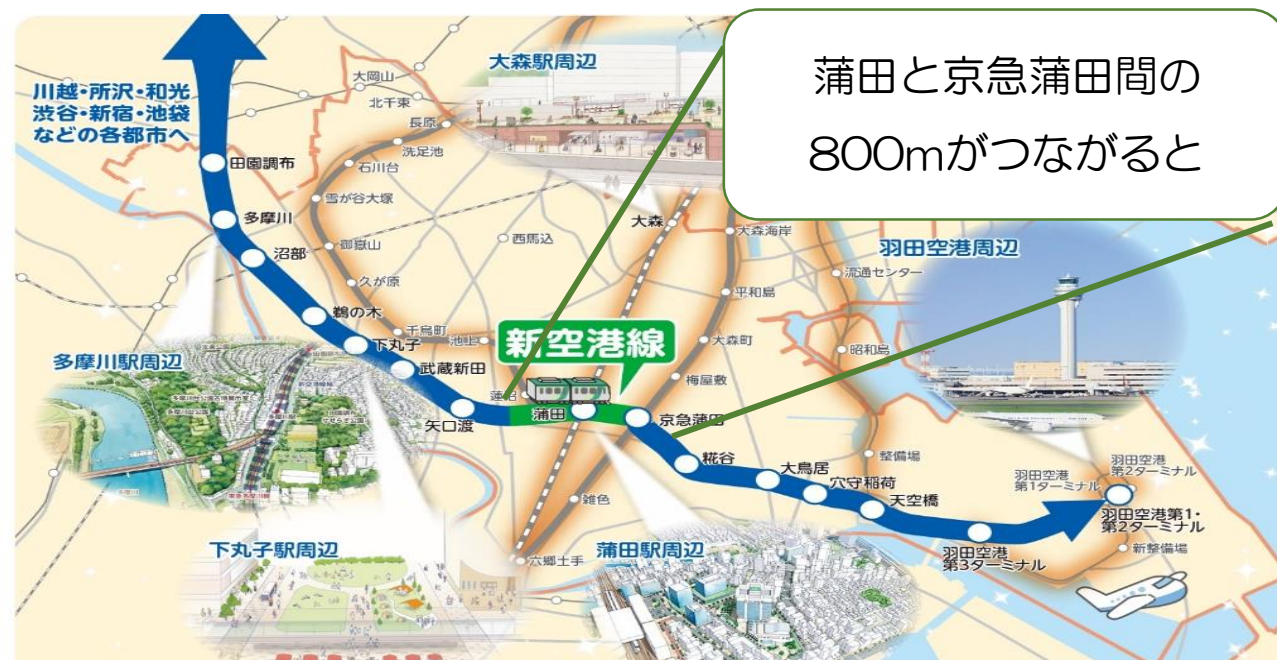 蒲田と京急蒲田間の
800mがつながると
大森駅周辺
川越・所沢・和光
渋谷・新宿・池袋
などの各都市へ
大岡山
北千束
長原
洗足池
石川台
雪が谷大塚
御嶽山
久が原
千鳥町
池上
蓮沼
田園調布
多摩川
沼部
鵜の木
下丸子
武蔵新田
矢口渡
新空港線
蒲田
京急蒲田
糀谷
大鳥居
穴守稲荷
天空橋
羽田空港
第3ターミナル
羽田空港第1・
第2ターミナル
西馬込
大森
大森海岸
平和島
大森町
梅屋敷
雑色
六郷土手
流通センター
昭和島
整備場
羽田空港
第1ターミナル
羽田空港
第2ターミナル
新整備場
羽田空港周辺
多摩川駅周辺
多摩川
東急多摩川線
下丸子駅周辺
蒲田駅周辺